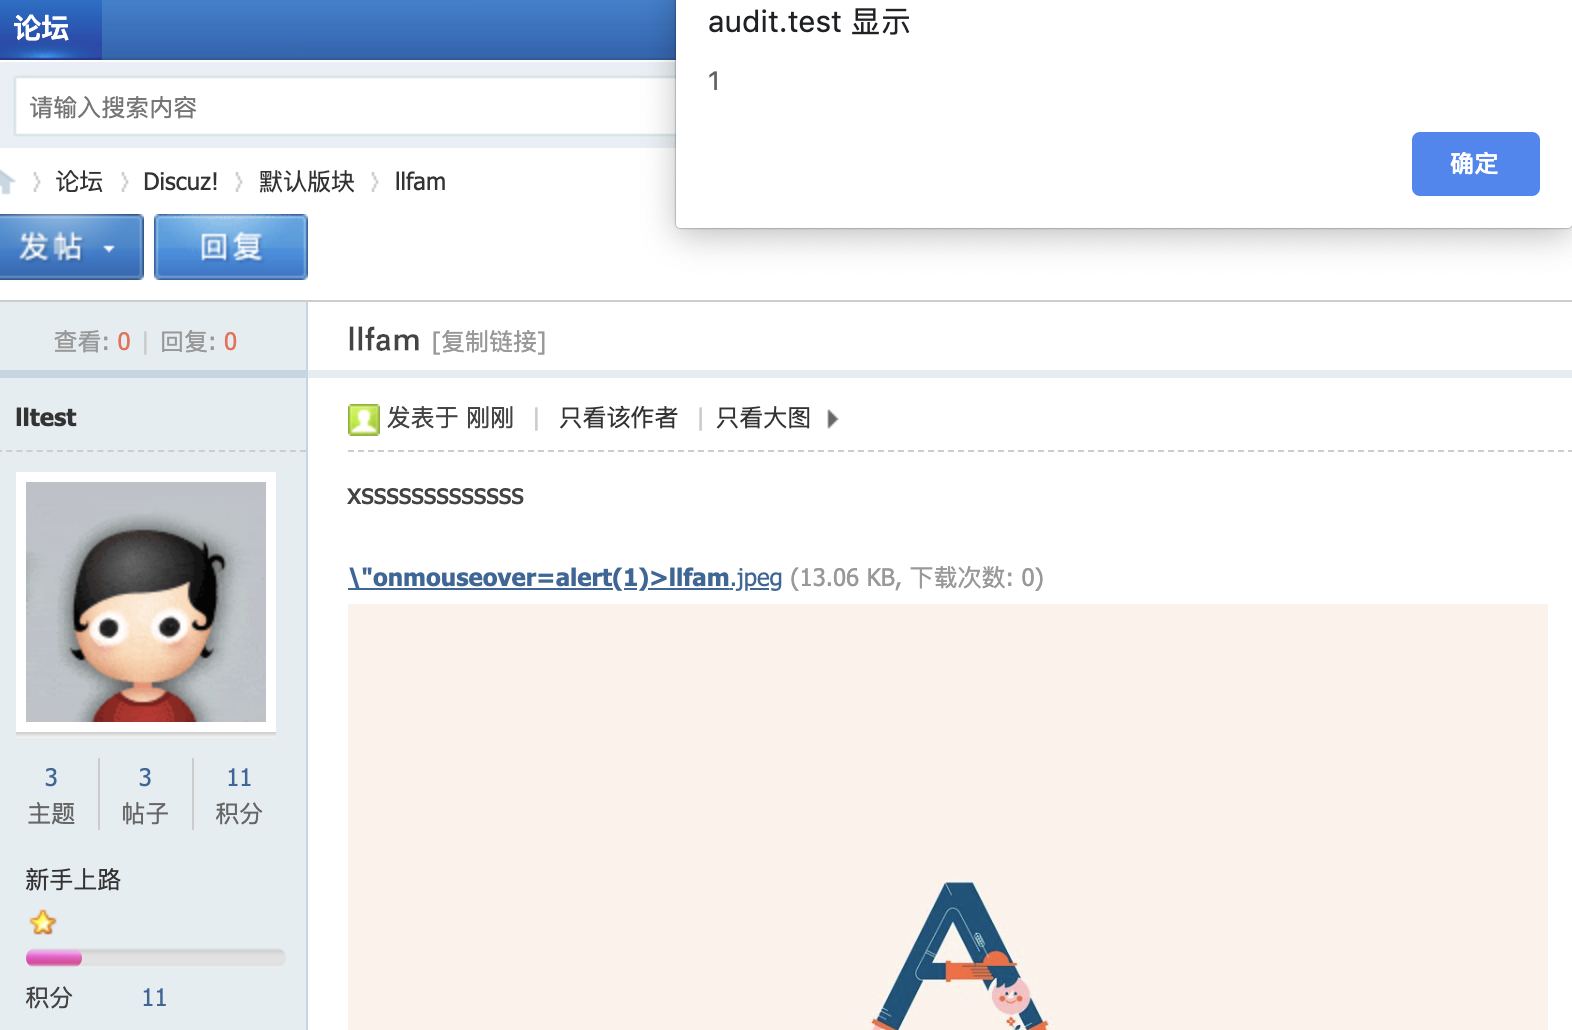 论坛
audit.test 显示
1
确定
请输入搜索内容
论坛 Discuz! 默认版块 llfam
发帖 回复
查看: 0 | 回复: 0
llfam [复制链接]
lltest
发表于 刚刚 | 只看该作者 | 只看大图
xsssssssssssss
\"onmouseover=alert(1)>llfam.jpeg (13.06 KB, 下载次数: 0)
3 3 11
主题 帖子 积分
新手上路
积分 11